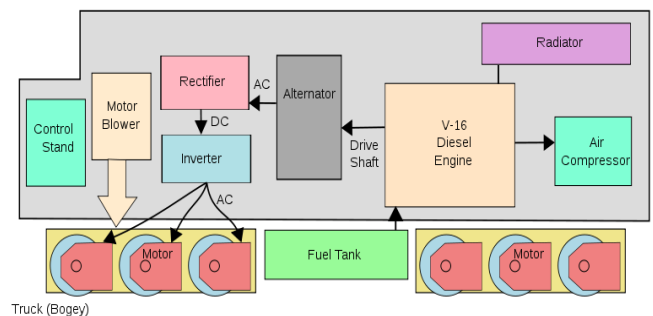 Radiator
Rectifier
AC
Alternator
Motor
Blower
Control
Stand
DC
V-16
Diesel
Engine
Drive
Shaft
Air
Compressor
Inverter
AC
Motor
Fuel Tank
Motor
Truck (Bogey)